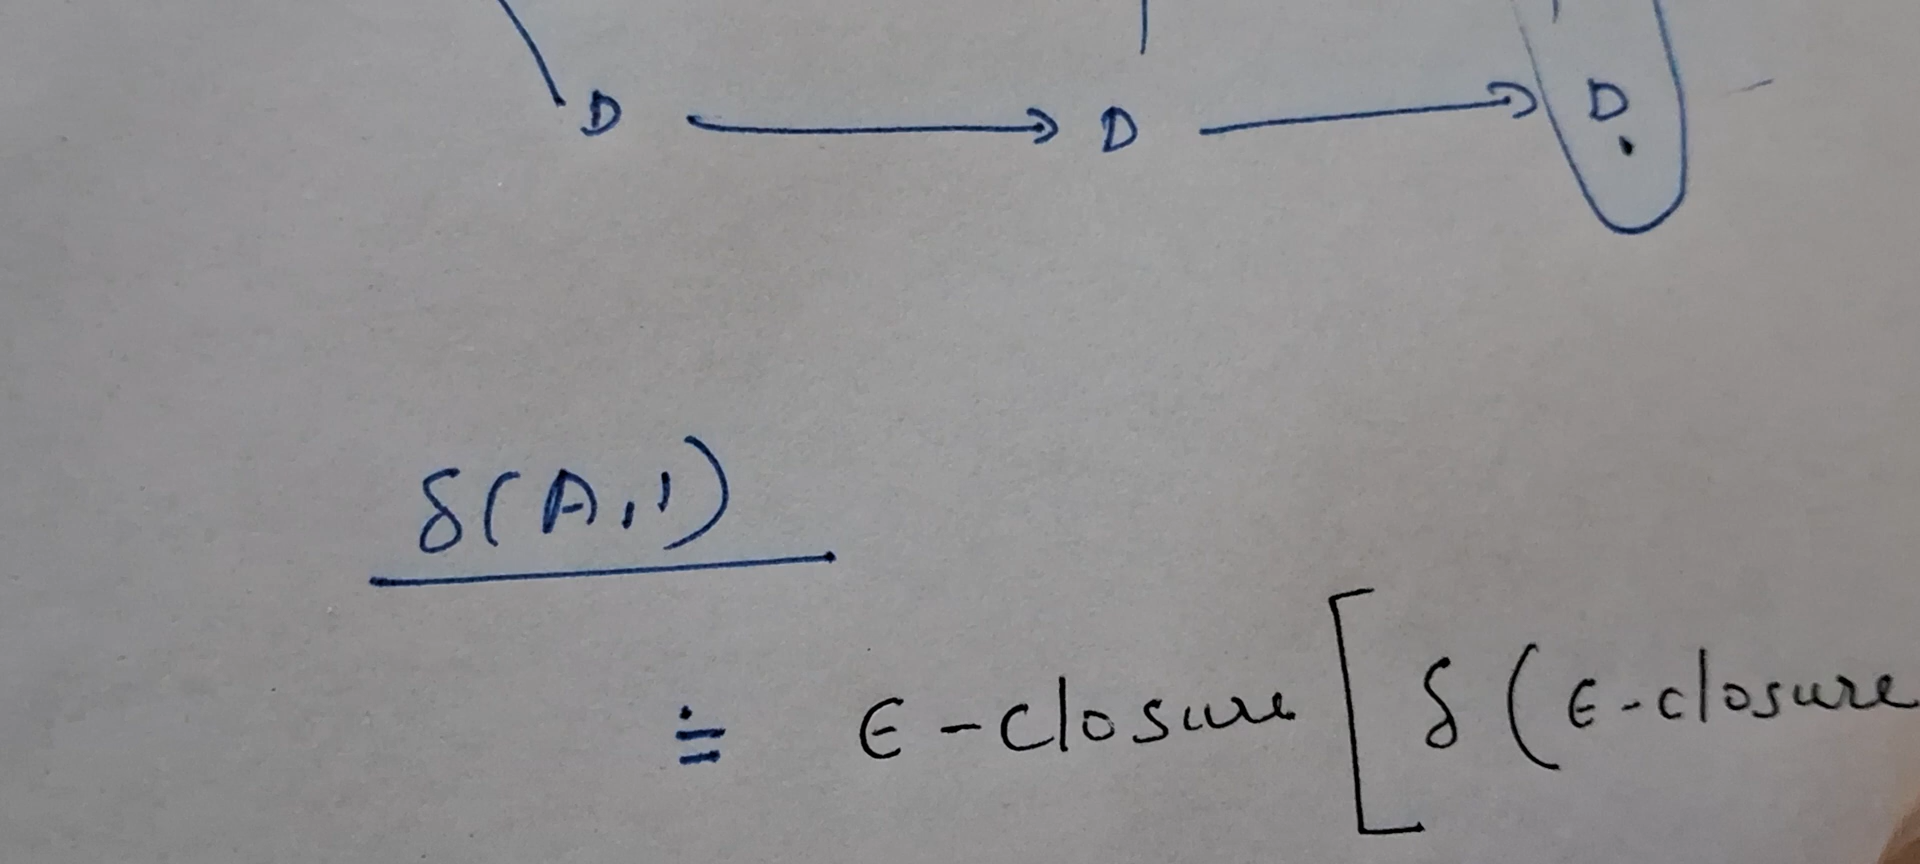 D → D → D
δ(A,1)
≐ ϵ-closure [ δ ( ϵ-closure